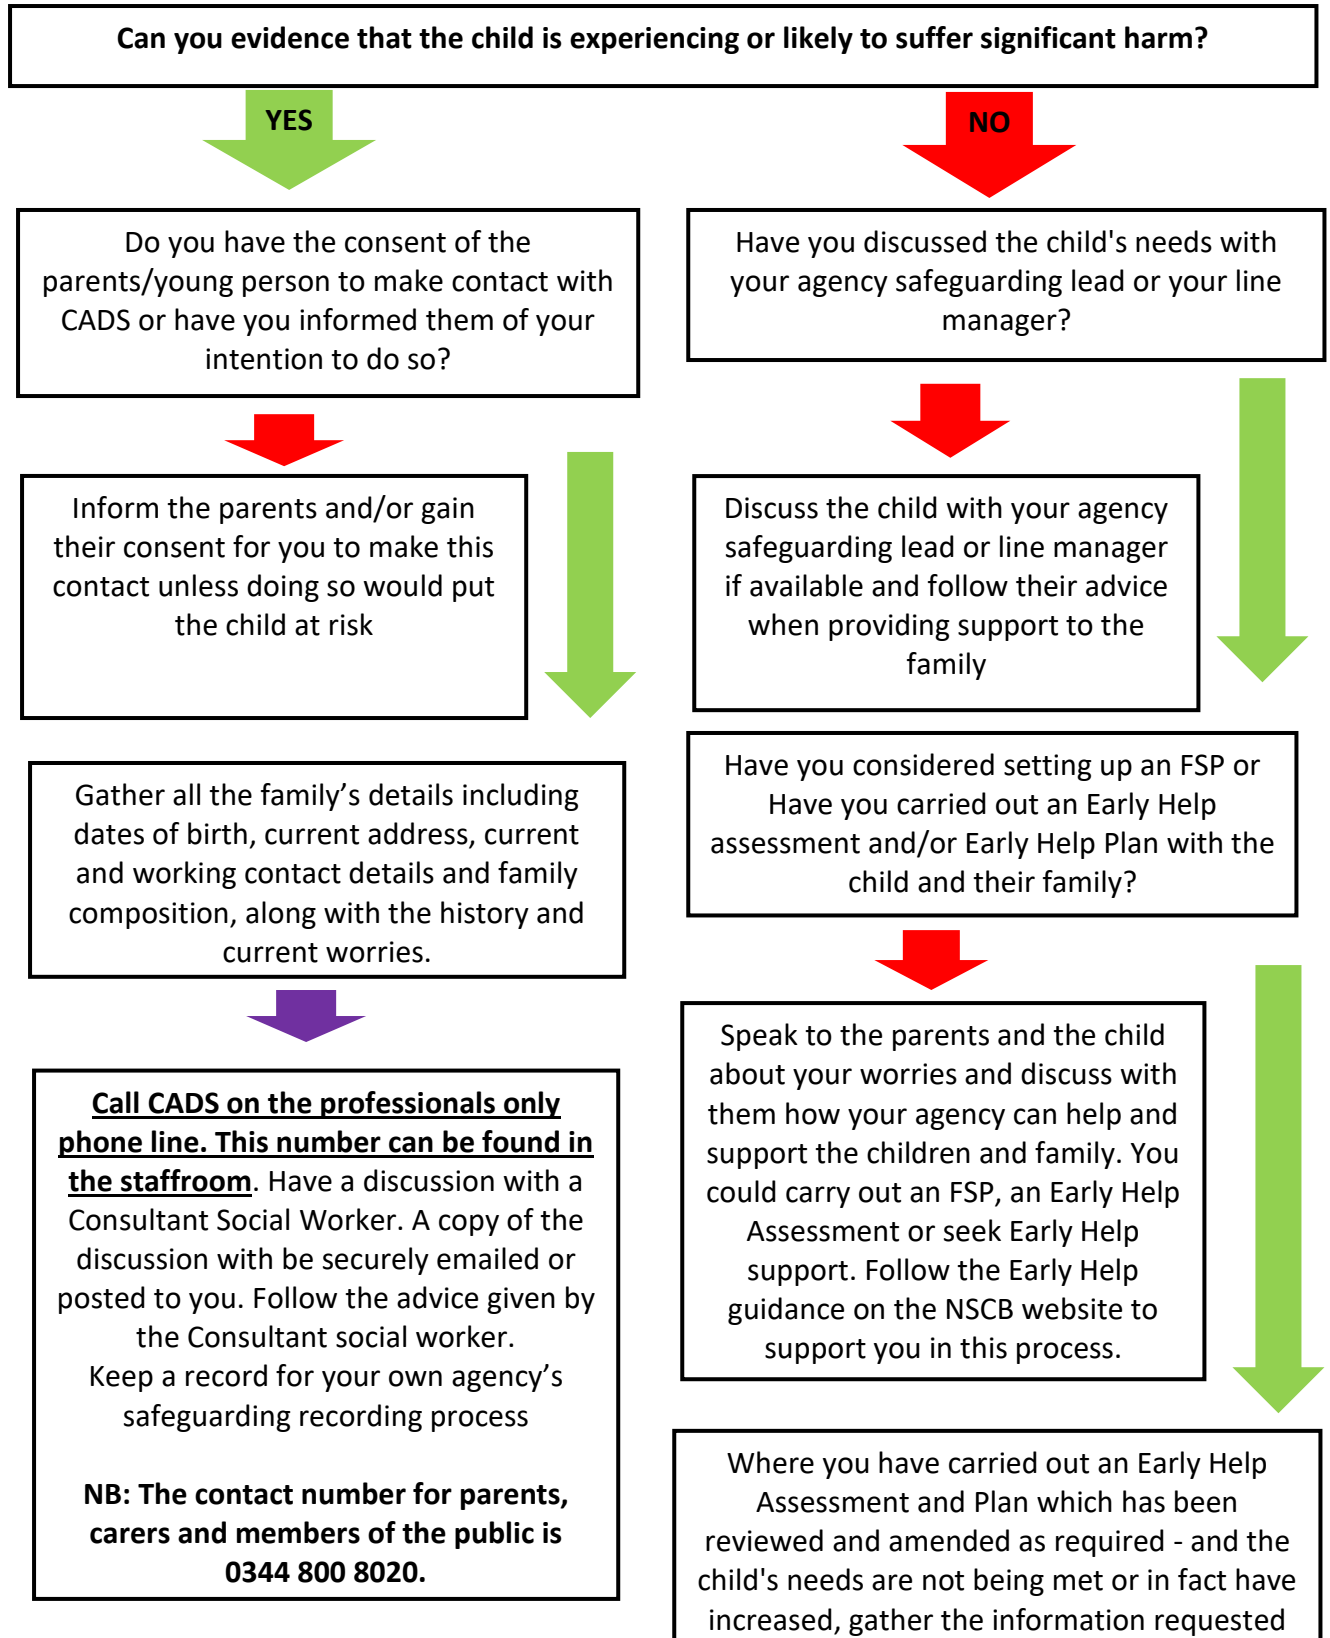 Can you evidence that the child is experiencing or likely to suffer significant harm?
YES
NO
Do you have the consent of the
parents/young person to make contact with
CADS or have you informed them of your
intention to do so?
Inform the parents and/or gain
their consent for you to make this
contact unless doing so would put
the child at risk
Gather all the family’s details including
dates of birth, current address, current
and working contact details and family
composition, along with the history and
current worries.
Call CADS on the professionals only
phone line. This number can be found in
the staffroom. Have a discussion with a
Consultant Social Worker. A copy of the
discussion with be securely emailed or
posted to you. Follow the advice given by
the Consultant social worker.
Keep a record for your own agency’s
safeguarding recording process
NB: The contact number for parents,
carers and members of the public is
0344 800 8020.
Have you discussed the child's needs with
your agency safeguarding lead or your line
manager?
Discuss the child with your agency
safeguarding lead or line manager
if available and follow their advice
when providing support to the
family
Have you considered setting up an FSP or
Have you carried out an Early Help
assessment and/or Early Help Plan with the
child and their family?
Speak to the parents and the child
about your worries and discuss with
them how your agency can help and
support the children and family. You
could carry out an FSP, an Early Help
Assessment or seek Early Help
support. Follow the Early Help
guidance on the NSCB website to
support you in this process.
Where you have carried out an Early Help
Assessment and Plan which has been
reviewed and amended as required - and the
child's needs are not being met or in fact have
increased, gather the information requested